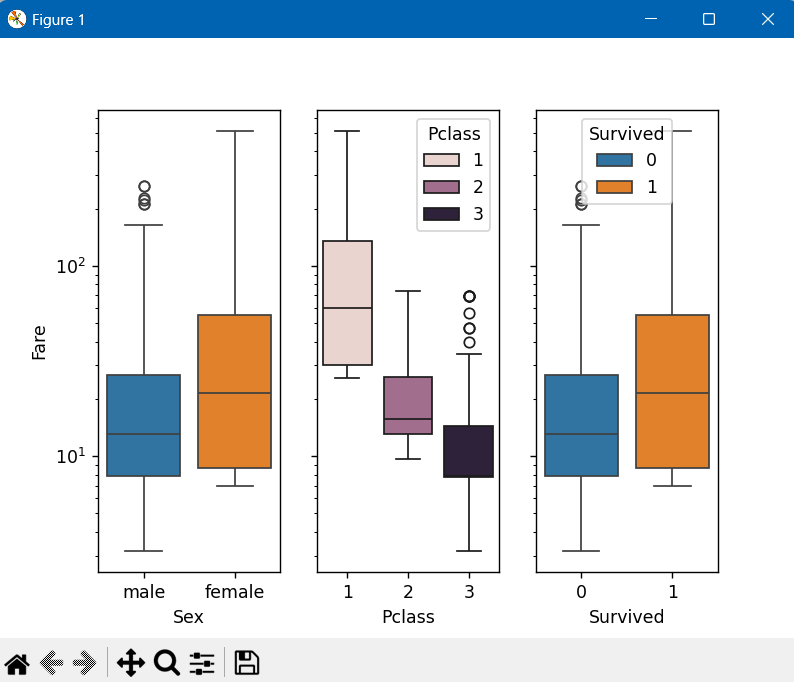 Figure 1
Fare
10²
10¹
male female
Sex
Pclass
1
2
3
1 2 3
Pclass
Survived
0
1
0 1
Survived